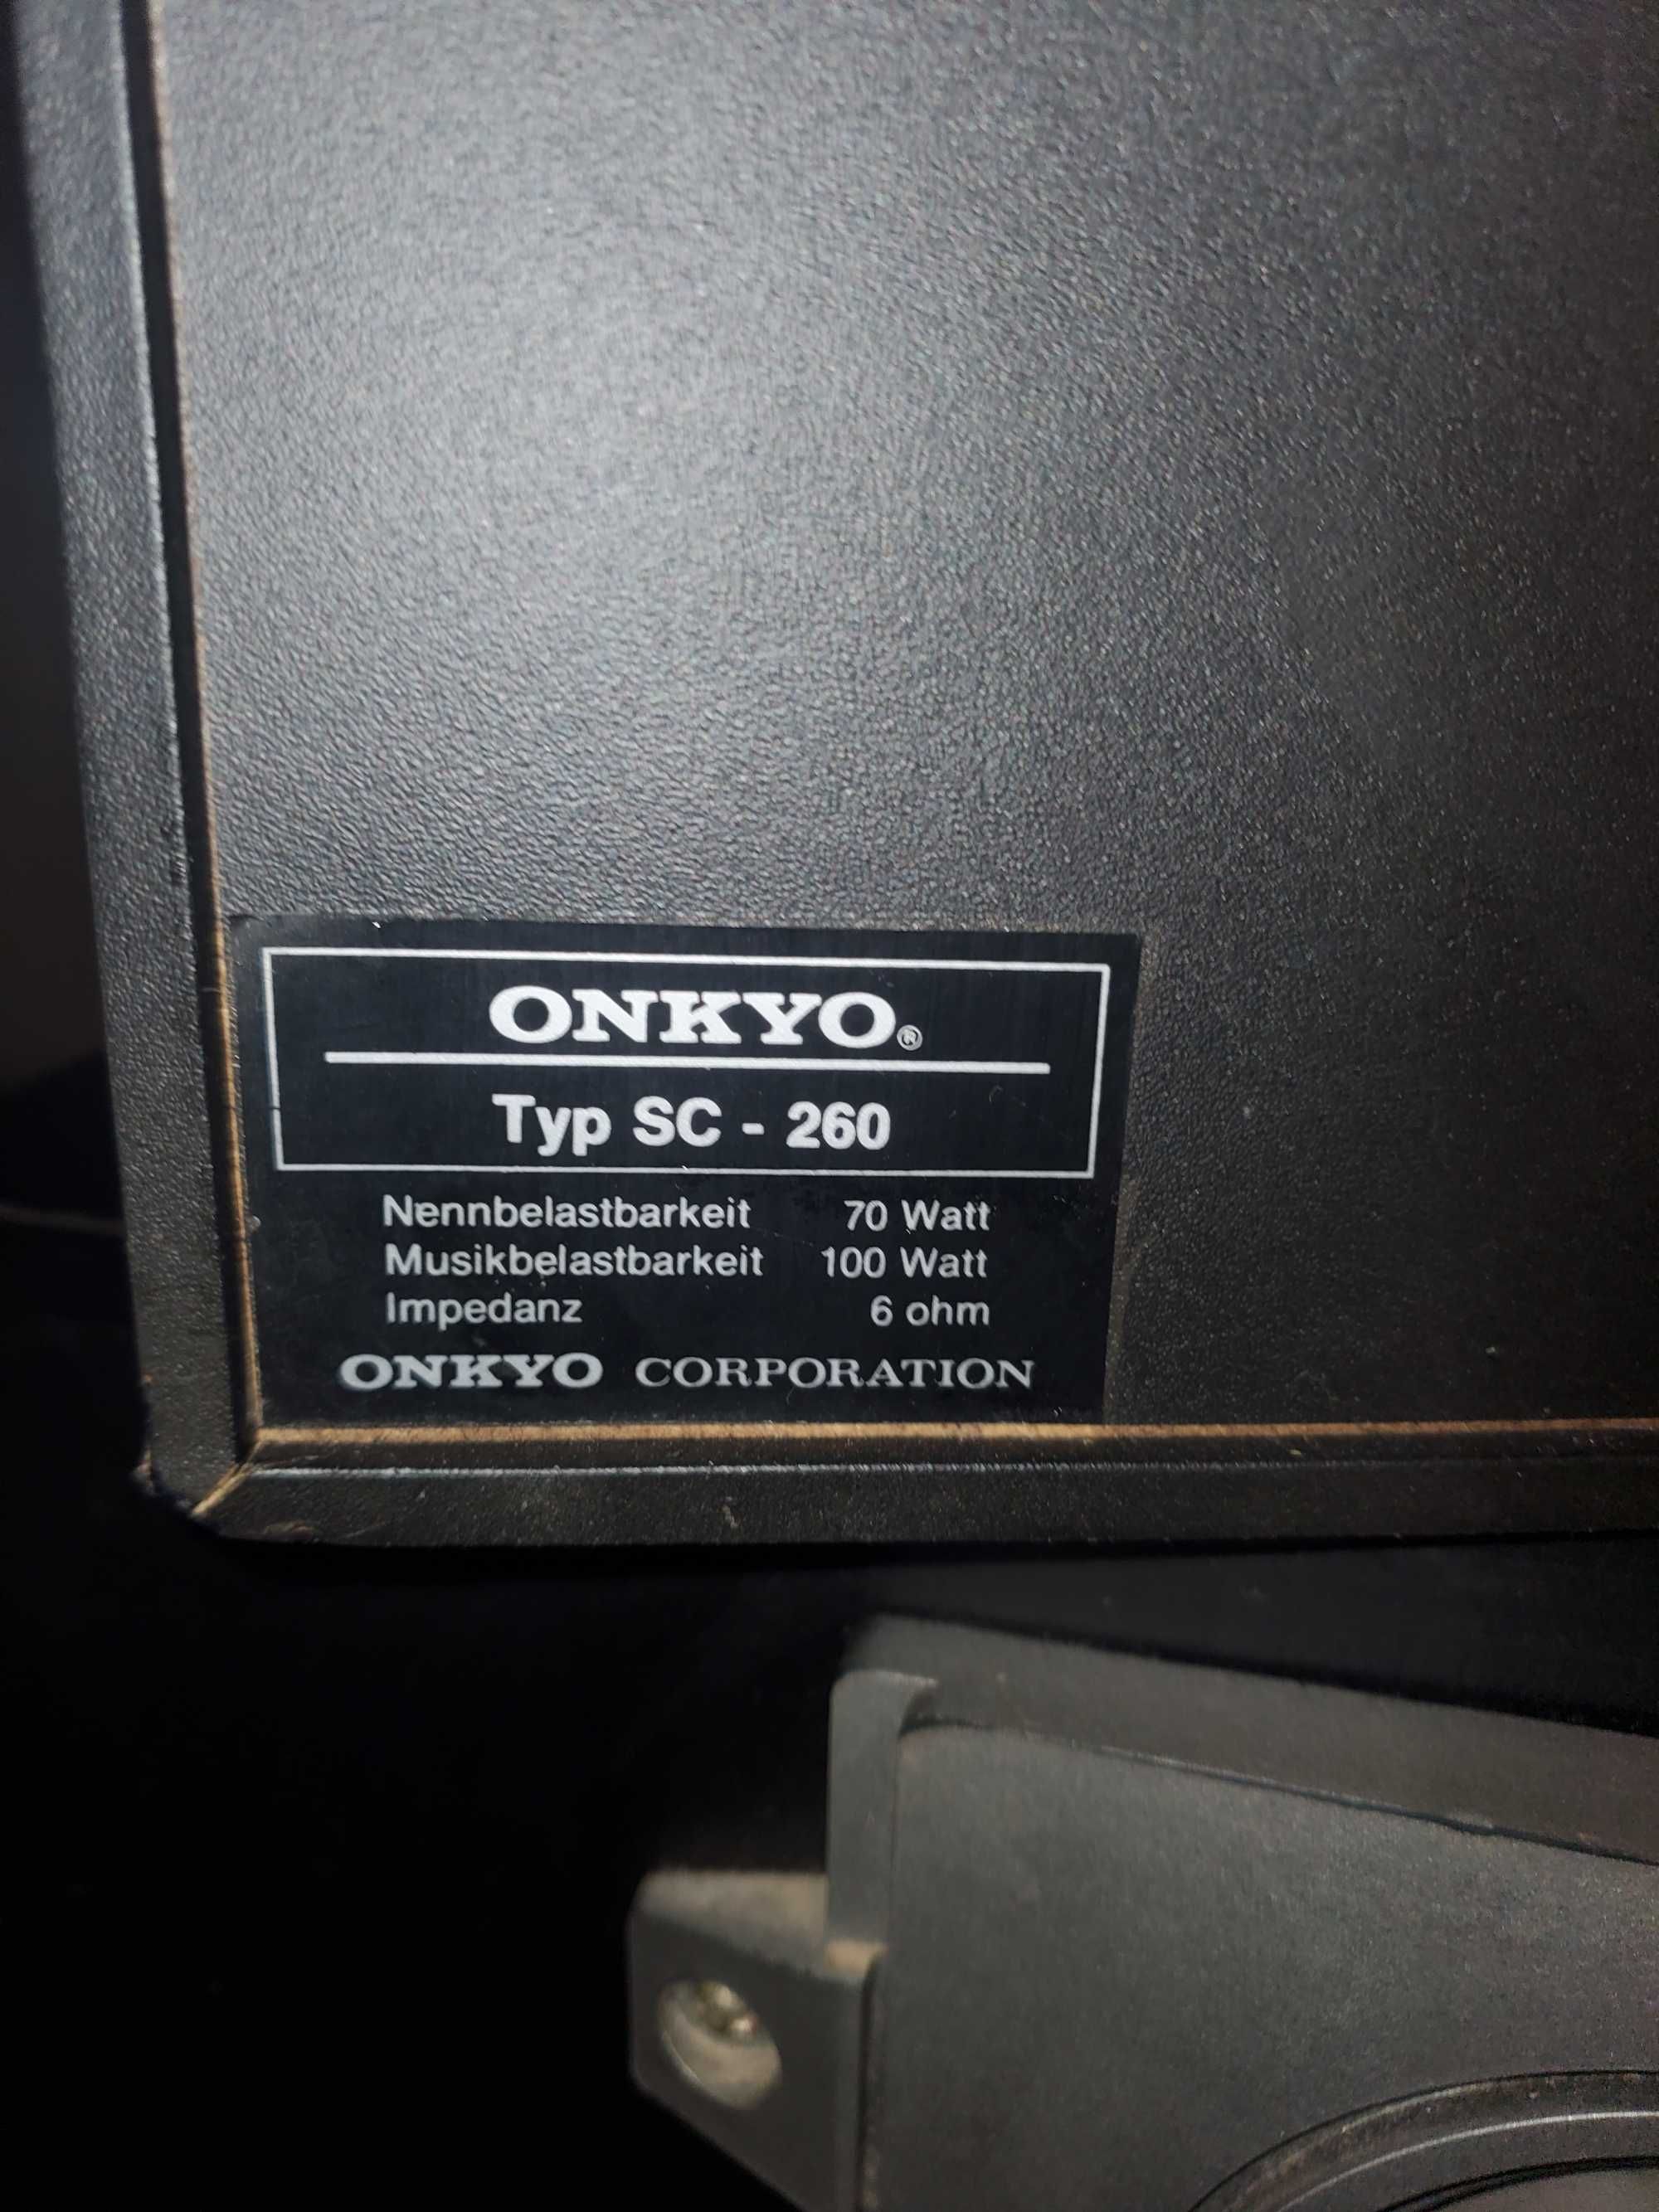 ONKYO®
Typ SC - 260
Nennbelastbarkeit 70 Watt
Musikbelastbarkeit 100 Watt
Impedanz 6 ohm
ONKYO CORPORATION